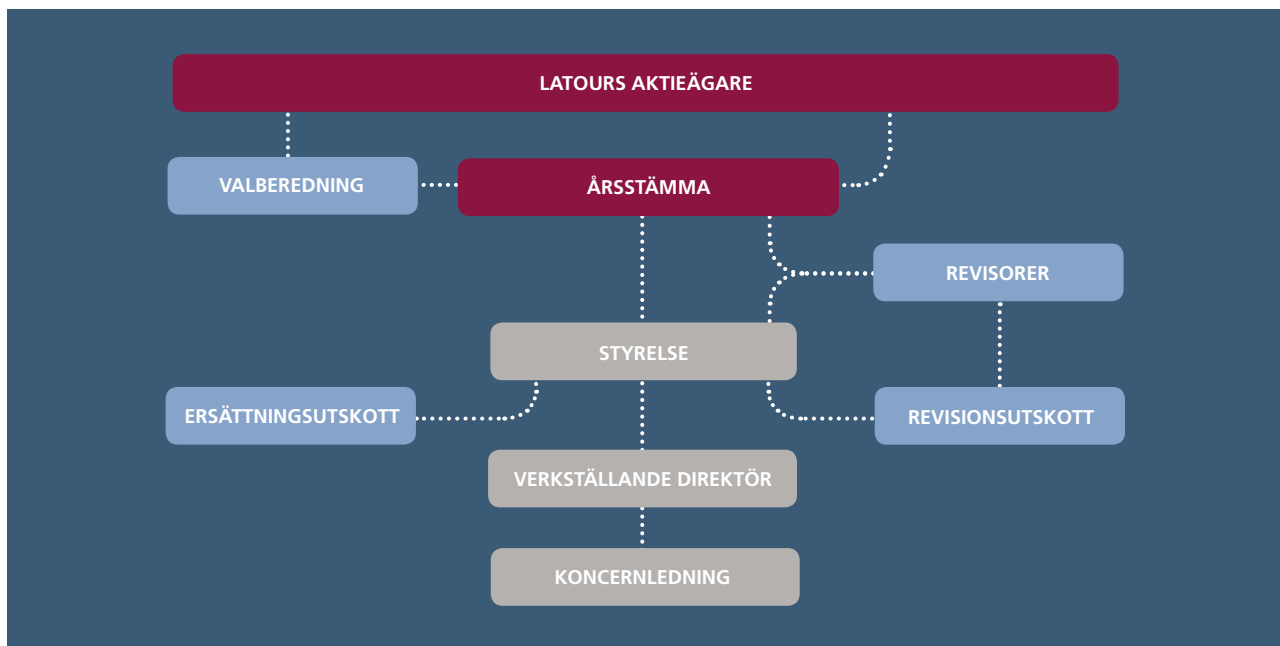 LATOURS AKTIEÄGARE
VALBEREDNING
ÅRSSTÄMMA
REVISORER
STYRELSE
ERSÄTTNINGSUTSKOTT
REVISIONSUTSKOTT
VERKSTÄLLANDE DIREKTÖR
KONCERNLEDNING